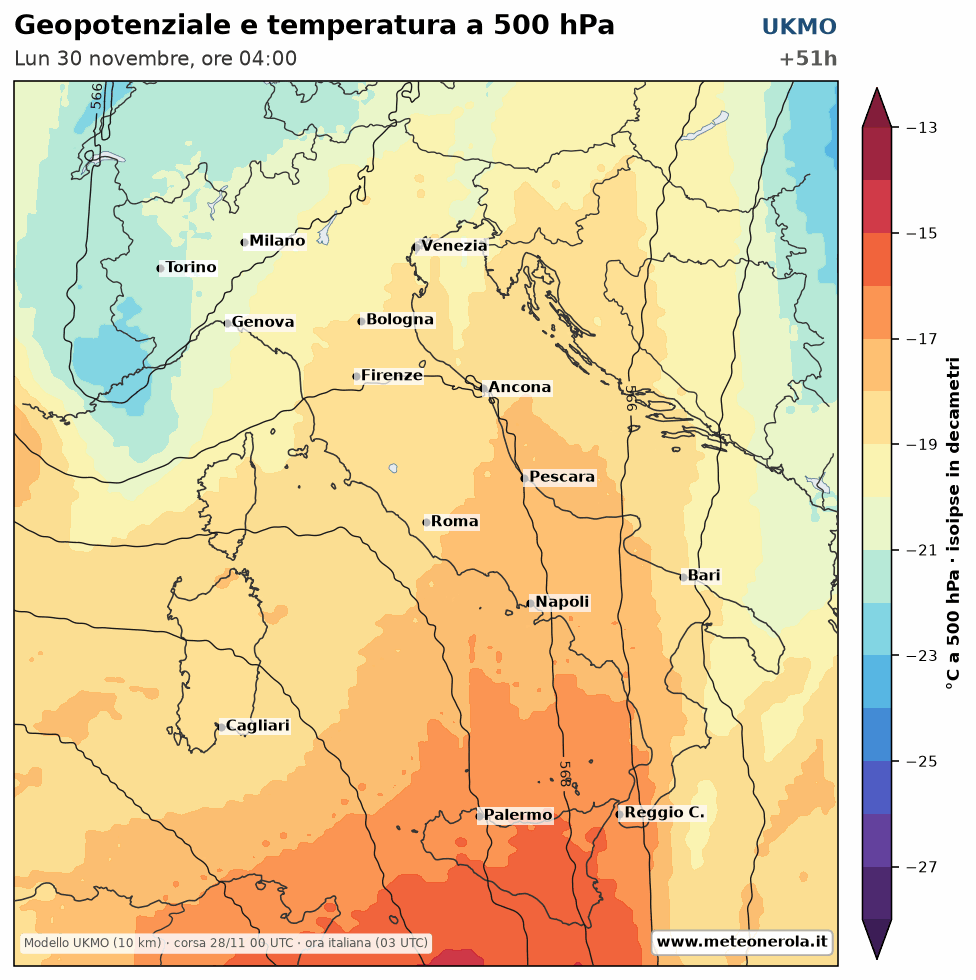 Geopotenziale e temperatura a 500 hPa
UKMO
Lun 30 novembre, ore 04:00
+51h
566
Milano
Torino
Venezia
Genova
Bologna
Firenze
Ancona
566
Pescara
Roma
Bari
Napoli
Cagliari
568
Palermo
Reggio C.
Modello UKMO (10 km) · corsa 28/11 00 UTC · ora italiana (03 UTC)
www.meteonerola.it
−13
−15
−17
−19
−21
−23
−25
−27
°C a 500 hPa · isoipse in decametri